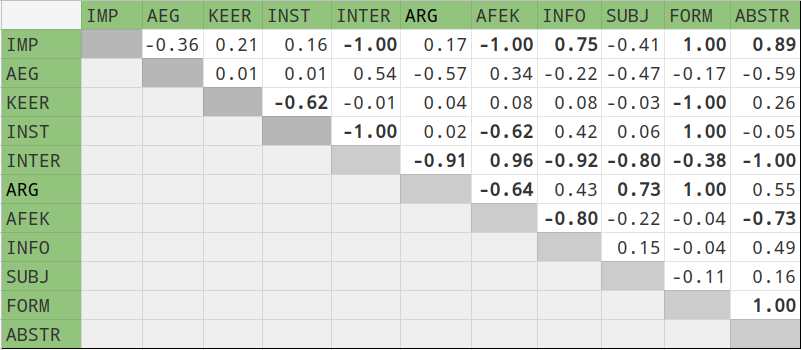 IMP AEG KEER INST INTER ARG AFEK INFO SUBJ FORM ABSTR
IMP -0.36 0.21 0.16 -1.00 0.17 -1.00 0.75 -0.41 1.00 0.89
AEG 0.01 0.01 0.54 -0.57 0.34 -0.22 -0.47 -0.17 -0.59
KEER -0.62 -0.01 0.04 0.08 0.08 -0.03 -1.00 0.26
INST -1.00 0.02 -0.62 0.42 0.06 1.00 -0.05
INTER -0.91 0.96 -0.92 -0.80 -0.38 -1.00
ARG -0.64 0.43 0.73 1.00 0.55
AFEK -0.80 -0.22 -0.04 -0.73
INFO 0.15 -0.04 0.49
SUBJ -0.11 0.16
FORM 1.00
ABSTR